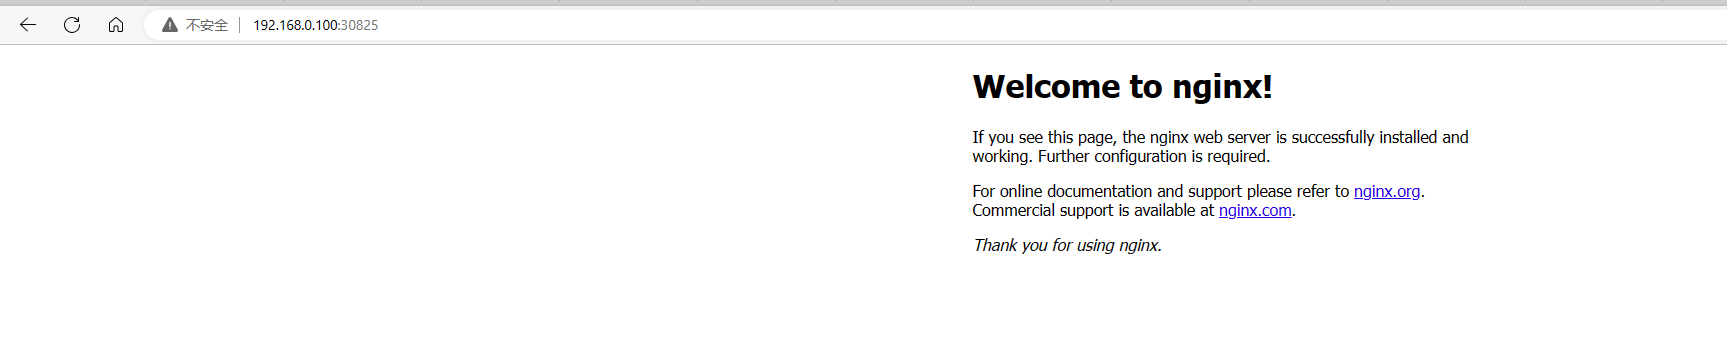 不安全 192.168.0.100:30825
Welcome to nginx!
If you see this page, the nginx web server is successfully installed and
working. Further configuration is required.
For online documentation and support please refer to nginx.org.
Commercial support is available at nginx.com.
Thank you for using nginx.